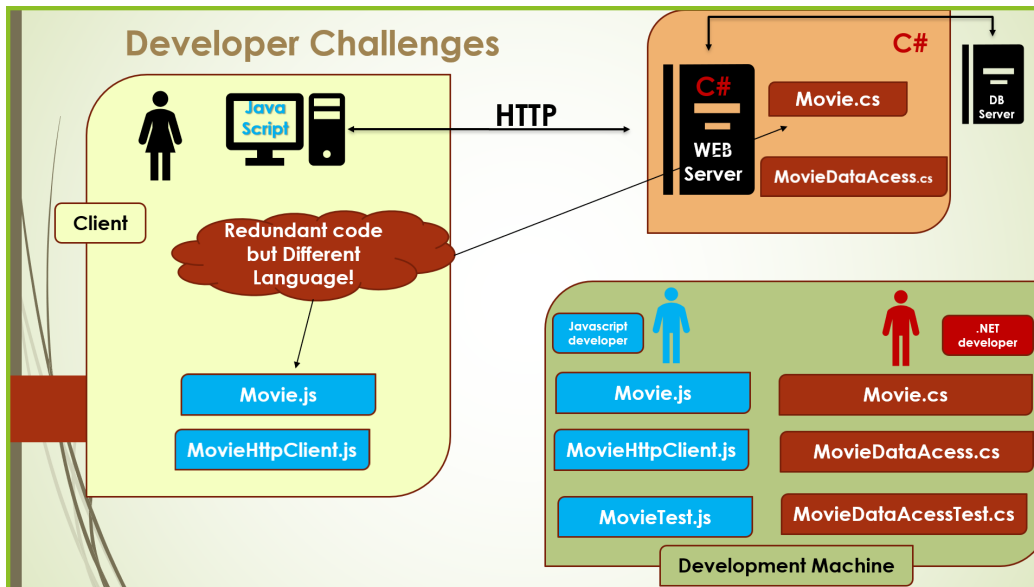 Developer Challenges
C#
Java
Script
HTTP
C#
WEB
Server
Movie.cs
MovieDataAcess.cs
DB
Server
Client
Redundant code
but Different
Language!
Movie.js
MovieHttpClient.js
Javascript
developer
.NET
developer
Movie.js
Movie.cs
MovieHttpClient.js
MovieDataAcess.cs
MovieTest.js
MovieDataAcessTest.cs
Development Machine